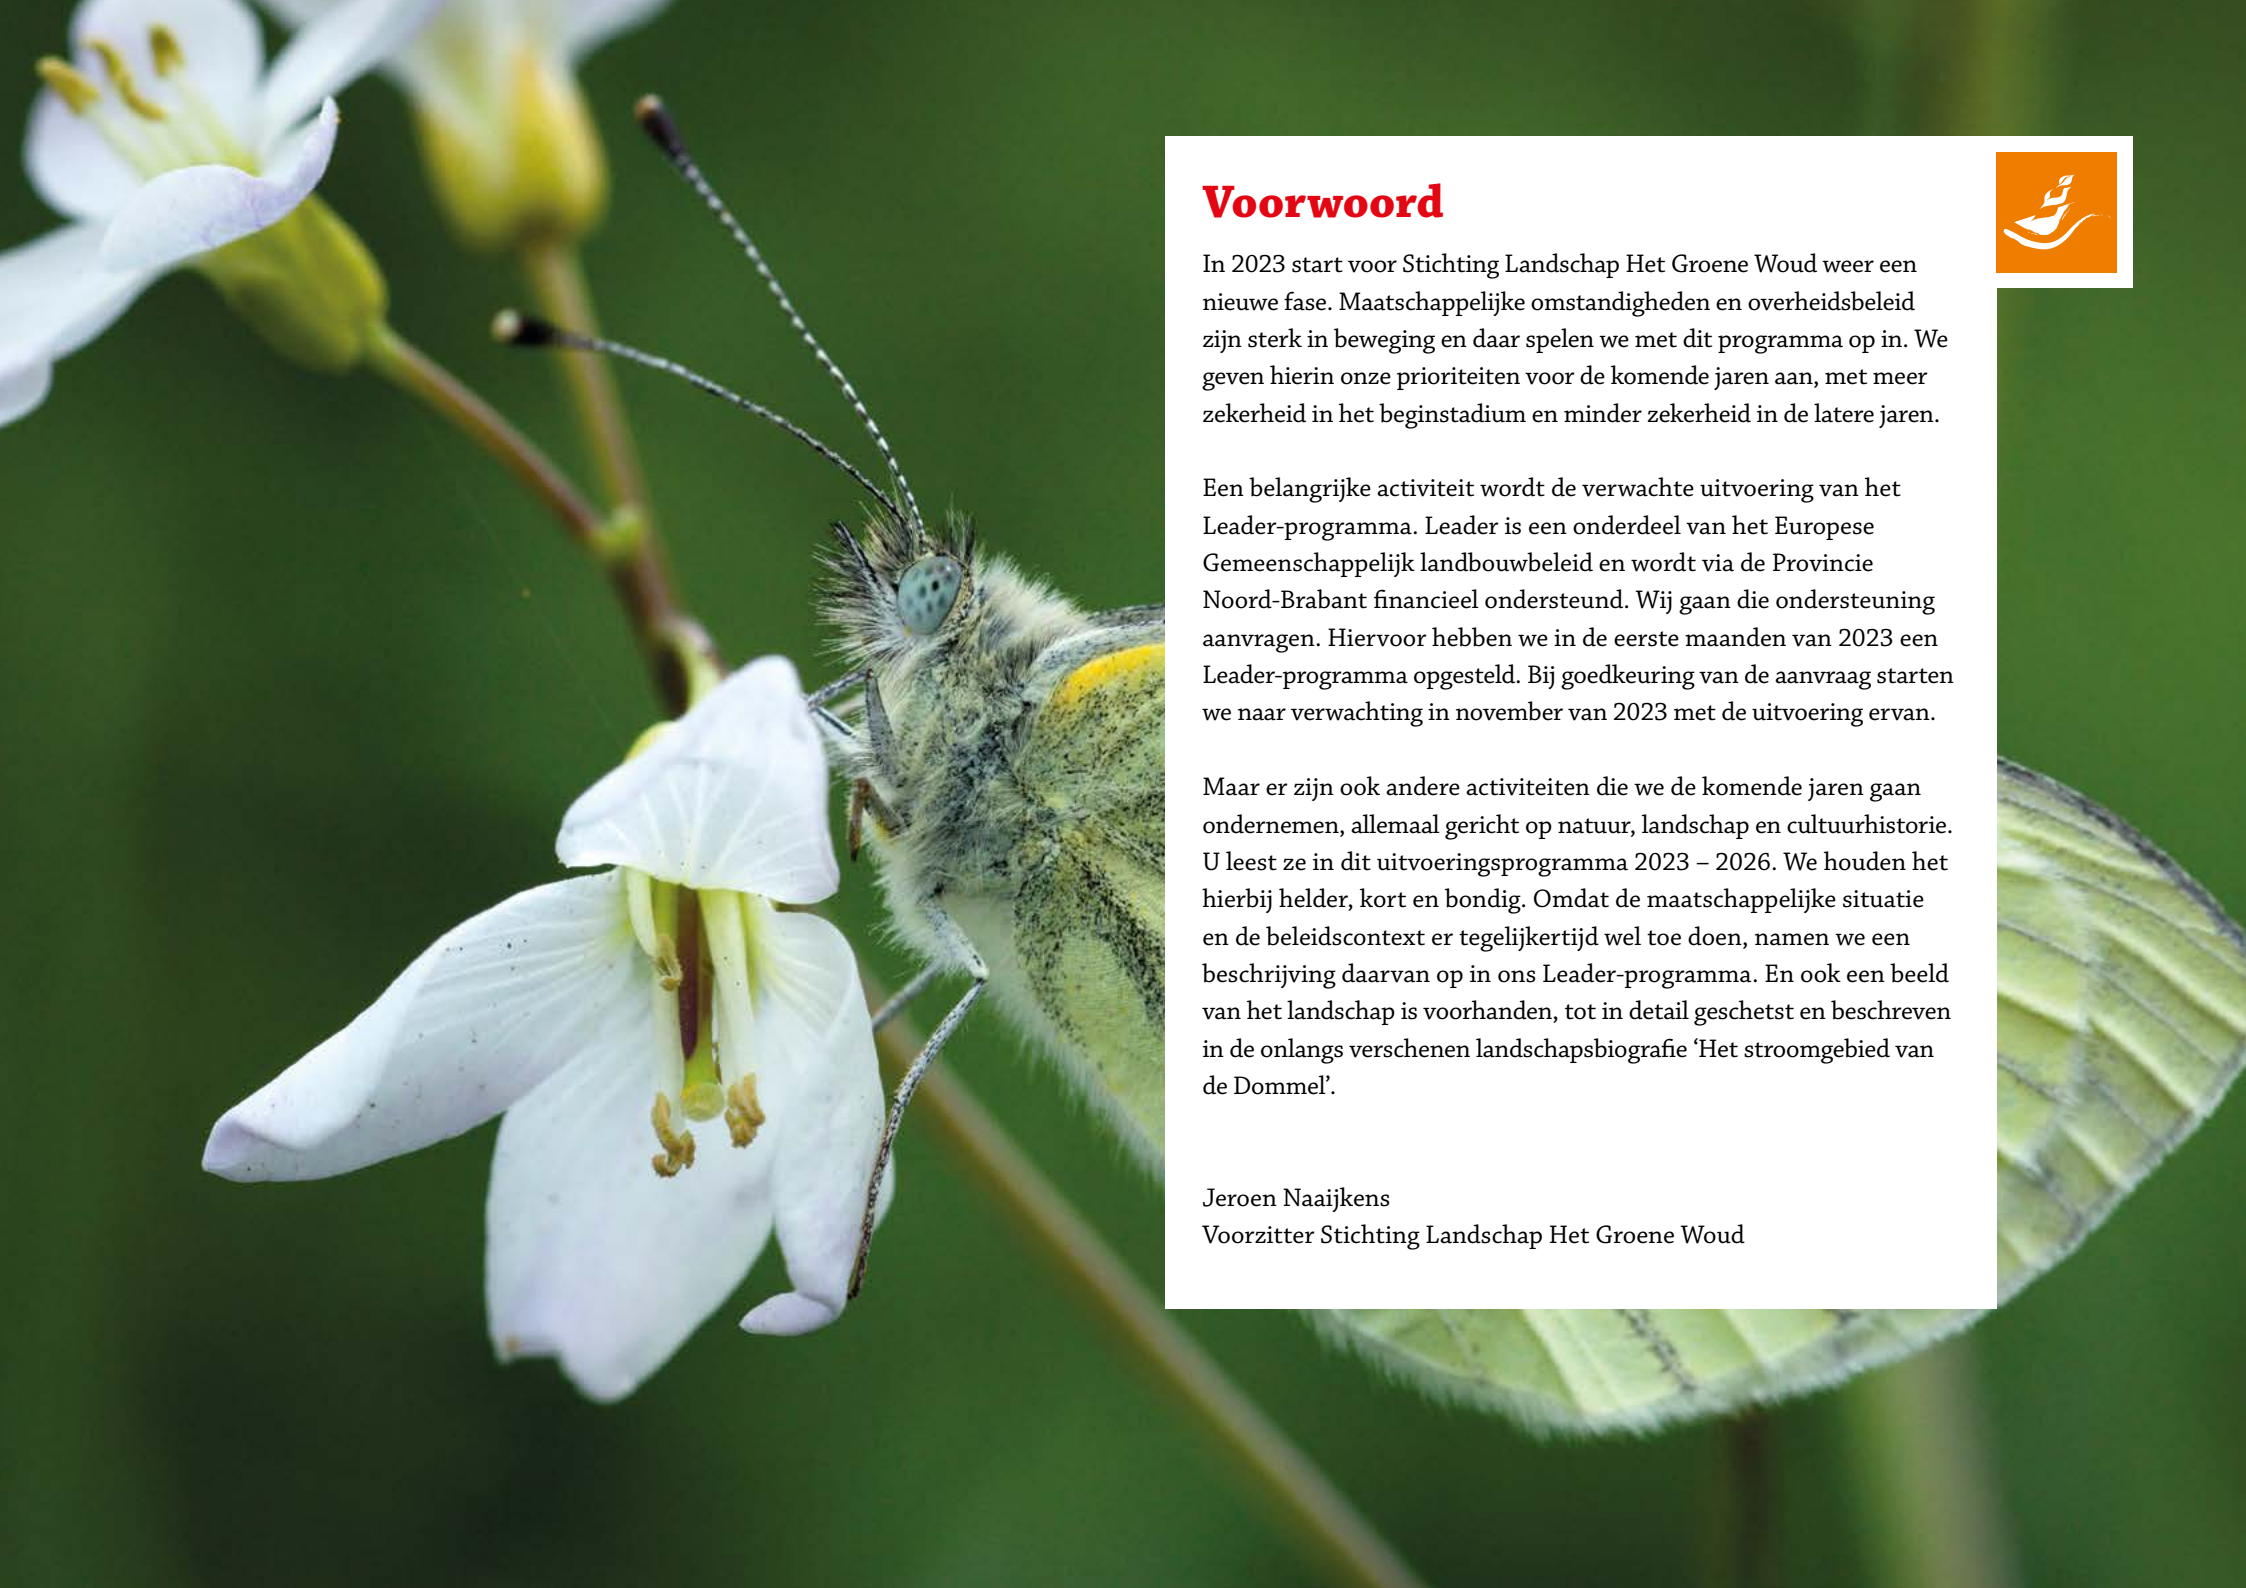 Voorwoord
In 2023 start voor Stichting Landschap Het Groene Woud weer een
nieuwe fase. Maatschappelijke omstandigheden en overheidsbeleid
zijn sterk in beweging en daar spelen we met dit programma op in. We
geven hierin onze prioriteiten voor de komende jaren aan, met meer
zekerheid in het beginstadium en minder zekerheid in de latere jaren.
Een belangrijke activiteit wordt de verwachte uitvoering van het
Leader-programma. Leader is een onderdeel van het Europese
Gemeenschappelijk landbouwbeleid en wordt via de Provincie
Noord-Brabant financieel ondersteund. Wij gaan die ondersteuning
aanvragen. Hiervoor hebben we in de eerste maanden van 2023 een
Leader-programma opgesteld. Bij goedkeuring van de aanvraag starten
we naar verwachting in november van 2023 met de uitvoering ervan.
Maar er zijn ook andere activiteiten die we de komende jaren gaan
ondernemen, allemaal gericht op natuur, landschap en cultuurhistorie.
U leest ze in dit uitvoeringsprogramma 2023 – 2026. We houden het
hierbij helder, kort en bondig. Omdat de maatschappelijke situatie
en de beleidscontext er tegelijkertijd wel toe doen, namen we een
beschrijving daarvan op in ons Leader-programma. En ook een beeld
van het landschap is voorhanden, tot in detail geschetst en beschreven
in de onlangs verschenen landschapsbiografie ‘Het stroomgebied van
de Dommel’.
Jeroen Naaijkens
Voorzitter Stichting Landschap Het Groene Woud